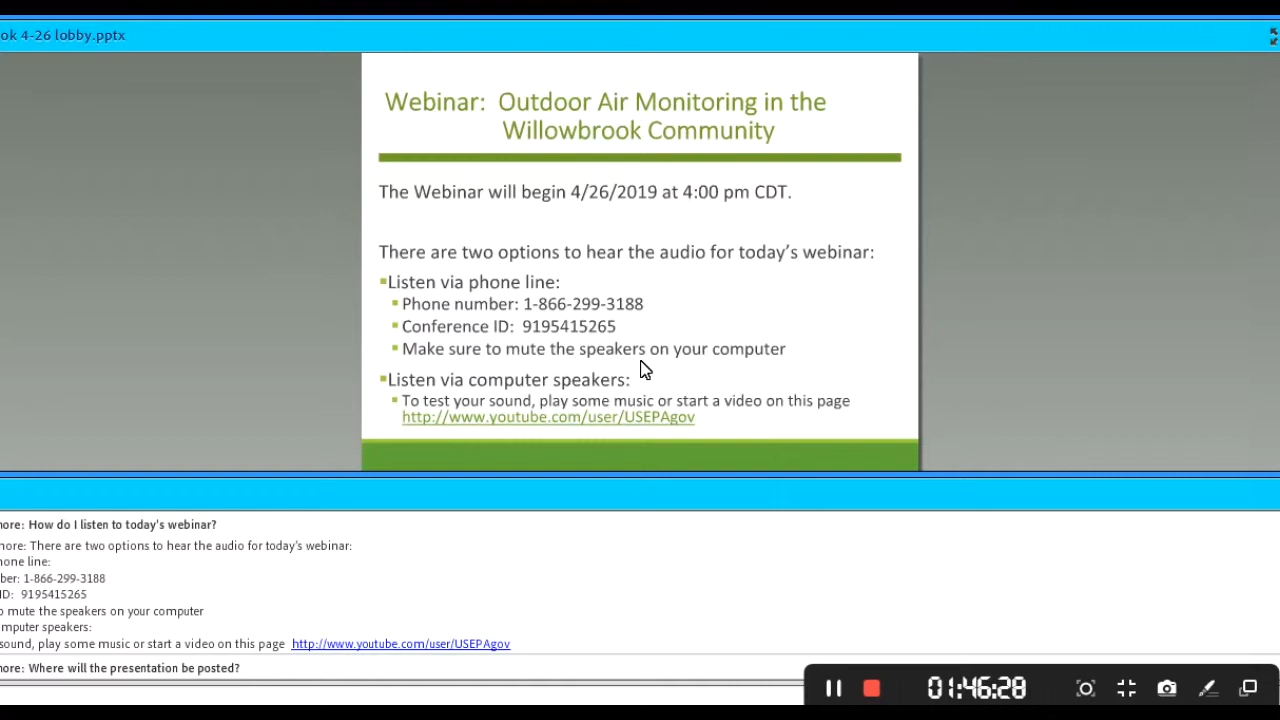 ok 4-26 lobby.pptx
Webinar: Outdoor Air Monitoring in the
Willowbrook Community
The Webinar will begin 4/26/2019 at 4:00 pm CDT.
There are two options to hear the audio for today's webinar:
Listen via phone line:
Phone number: 1-866-299-3188
Conference ID: 9195415265
Make sure to mute the speakers on your computer
Listen via computer speakers:
To test your sound, play some music or start a video on this page
http://www.youtube.com/user/USEPAgov
nore: How do I listen to today's webinar?
nore: There are two options to hear the audio for today's webinar:
hone line:
ber: 1-866-299-3188
ID: 9195415265
o mute the speakers on your computer
mputer speakers:
sound, play some music or start a video on this page http://www.youtube.com/user/USEPAgov
nore: Where will the presentation be posted?
01:46:28